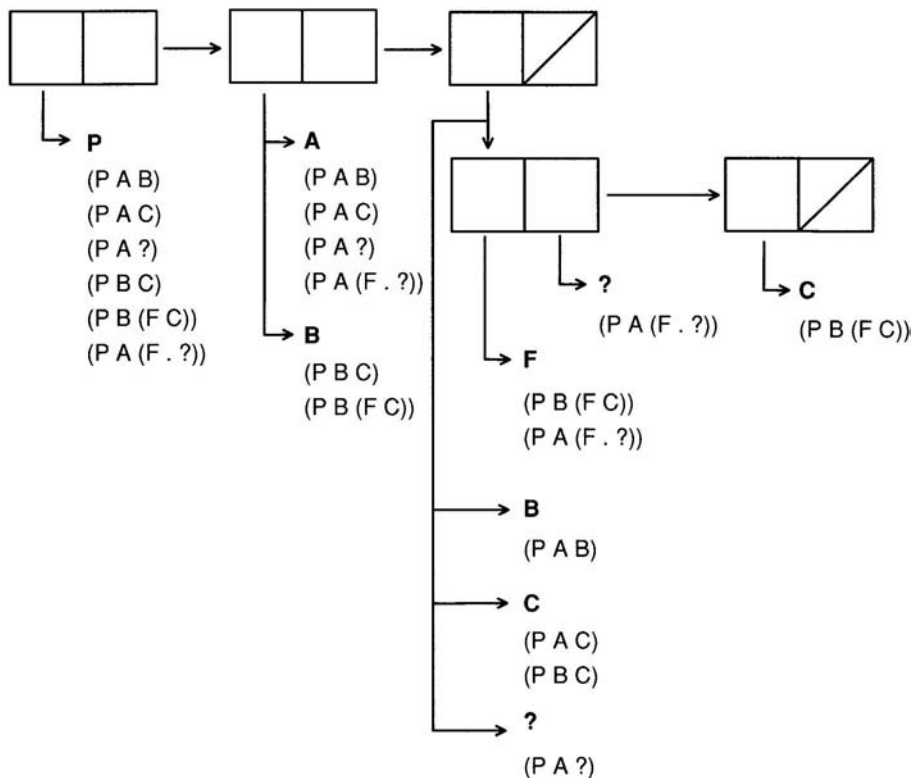 P
(P A B)
(P A C)
(P A ?)
(P B C)
(P B (F C))
(P A (F . ?))
A
(P A B)
(P A C)
(P A ?)
(P A (F . ?))
B
(P B C)
(P B (F C))
?
(P A (F . ?))
C
(P B (F C))
F
(P B (F C))
(P A (F . ?))
B
(P A B)
C
(P A C)
(P B C)
?
(P A ?)